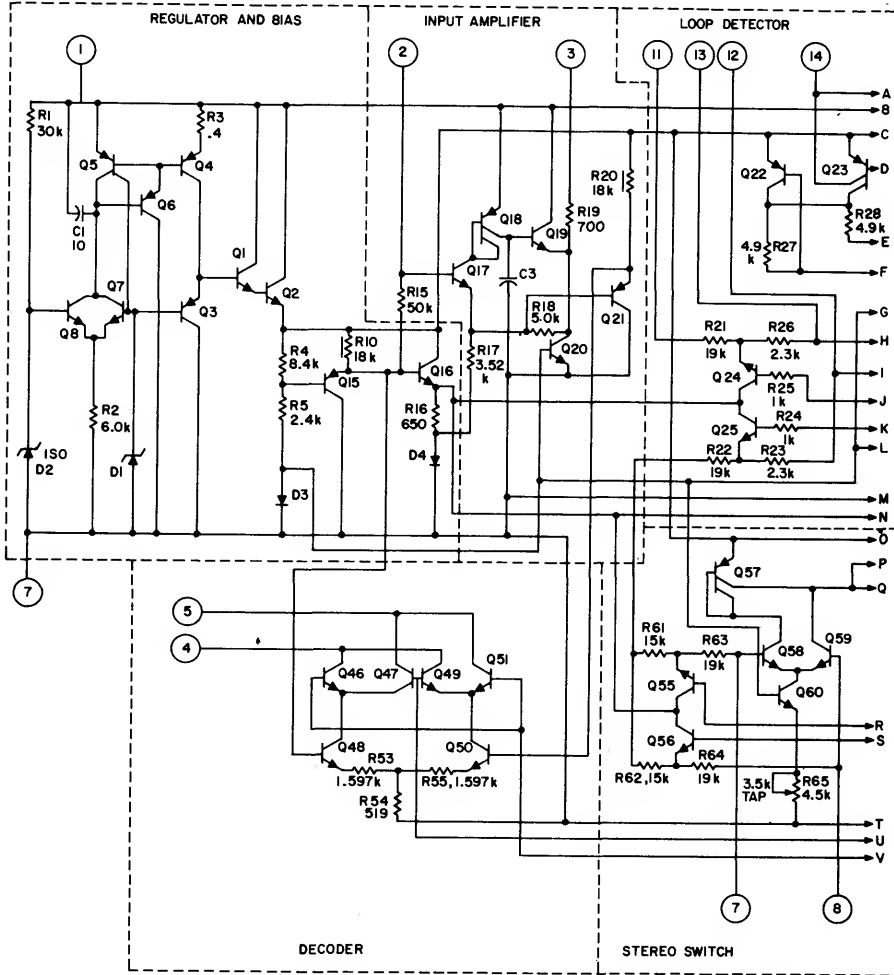 REGULATOR AND BIAS
INPUT AMPLIFIER
LOOP DETECTOR
1
2
3
11
13
12
14
A
B
C
D
E
F
G
H
I
J
K
L
M
N
O
P
Q
R
S
T
U
V
R1
30k
R3
.4
Q5
Q4
Q6
C1
10
Q7
Q8
Q3
Q1
Q2
R2
6.0k
ISO
D2
D1
R4
8.4k
R5
2.4k
D3
R10
18k
Q15
R15
50k
Q16
R16
650
D4
Q17
Q18
Q19
C3
R17
3.52
k
R18
5.0k
R19
700
Q20
R20
18k
Q21
Q22
Q23
R28
4.9k
4.9
k
R27
R21
19k
R26
2.3k
Q24
R25
1k
R24
1k
Q25
R22
19k
R23
2.3k
7
5
4
Q46
Q47
Q49
Q51
Q48
Q50
R53
1.597k
R55, 1.597k
R54
519
Q57
R61
15k
R63
19k
Q58
Q59
Q55
Q60
Q56
R62, 15k
R64
19k
3.5k
TAP
R65
4.5k
7
8
DECODER
STEREO SWITCH